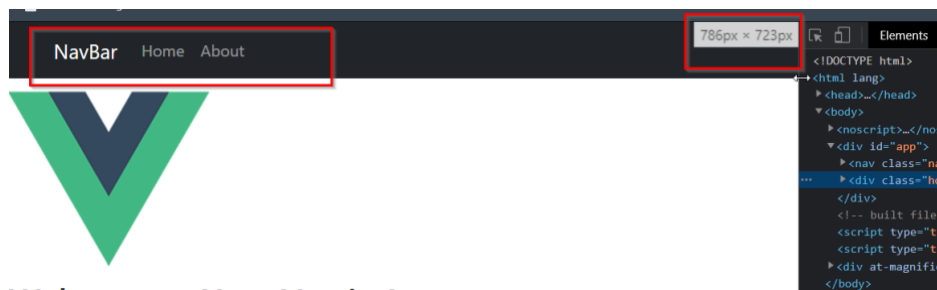 NavBar Home About
786px × 723px
Elements
<!DOCTYPE html>
<html lang>
▶<head>…</head>
▼<body>
▶<noscript>…</no
▼<div id="app">
▶<nav class="na
▶<div class="ho
</div>
<!-- built file
<script type="t
<script type="t
▶<div at-magnifi
</body>